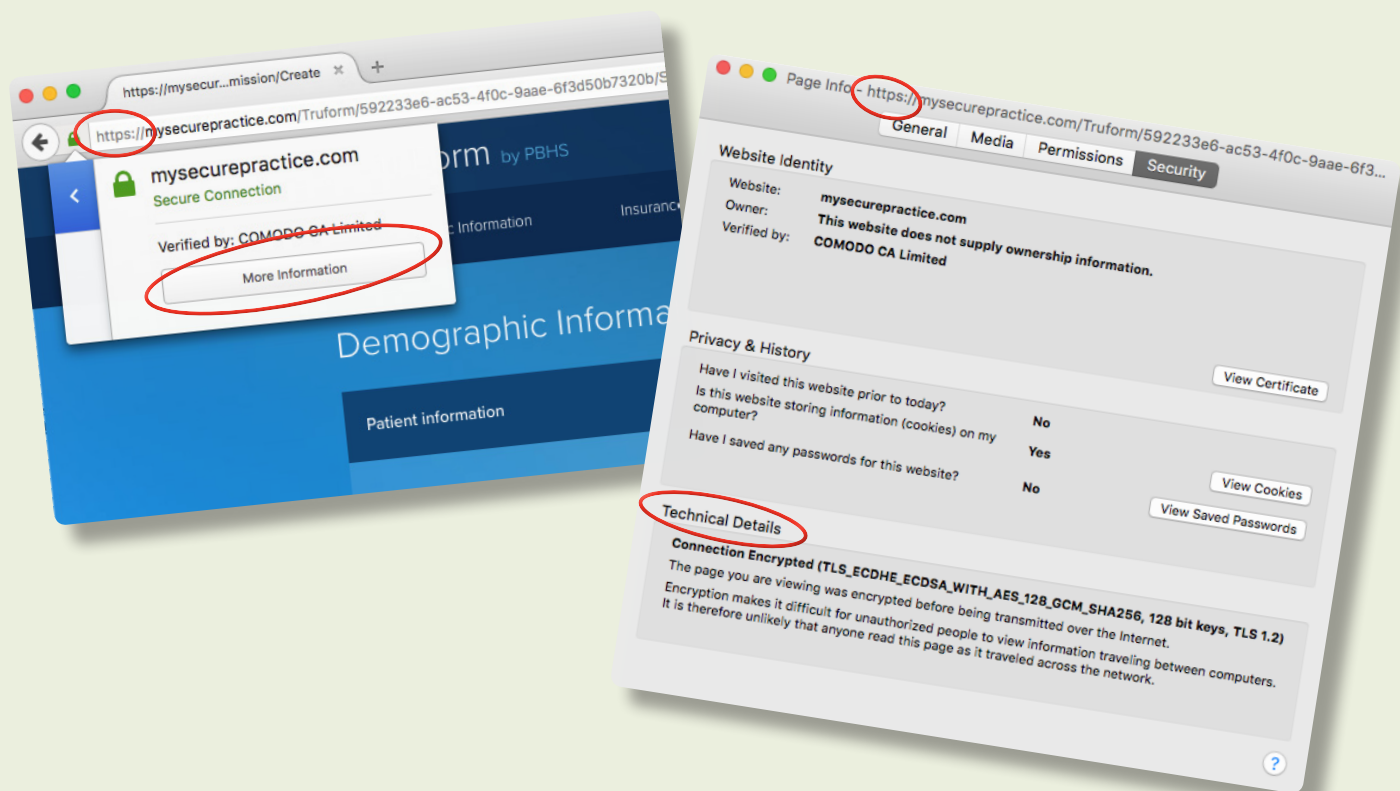 https://mysecur...mission/Create
https://mysecurepractice.com/Truform/592233e6-ac53-4f0c-9aae-6f3d50b7320b/S
mysecurepractice.com
Secure Connection
Verified by: COMODO CA Limited
More Information
orm by PBHS
c Information
Insuranc
Demographic Informa
Patient information
Page Info - https://mysecurepractice.com/Truform/592233e6-ac53-4f0c-9aae-6f3...
General Media Permissions Security
Website Identity
Website: mysecurepractice.com
Owner: This website does not supply ownership information.
Verified by: COMODO CA Limited
View Certificate
Privacy & History
Have I visited this website prior to today? No
Is this website storing information (cookies) on my
computer? Yes
View Cookies
Have I saved any passwords for this website? No
View Saved Passwords
Technical Details
Connection Encrypted (TLS_ECDHE_ECDSA_WITH_AES_128_GCM_SHA256, 128 bit keys, TLS 1.2)
The page you are viewing was encrypted before being transmitted over the Internet.
Encryption makes it difficult for unauthorized people to view information traveling between computers.
It is therefore unlikely that anyone read this page as it traveled across the network.
?